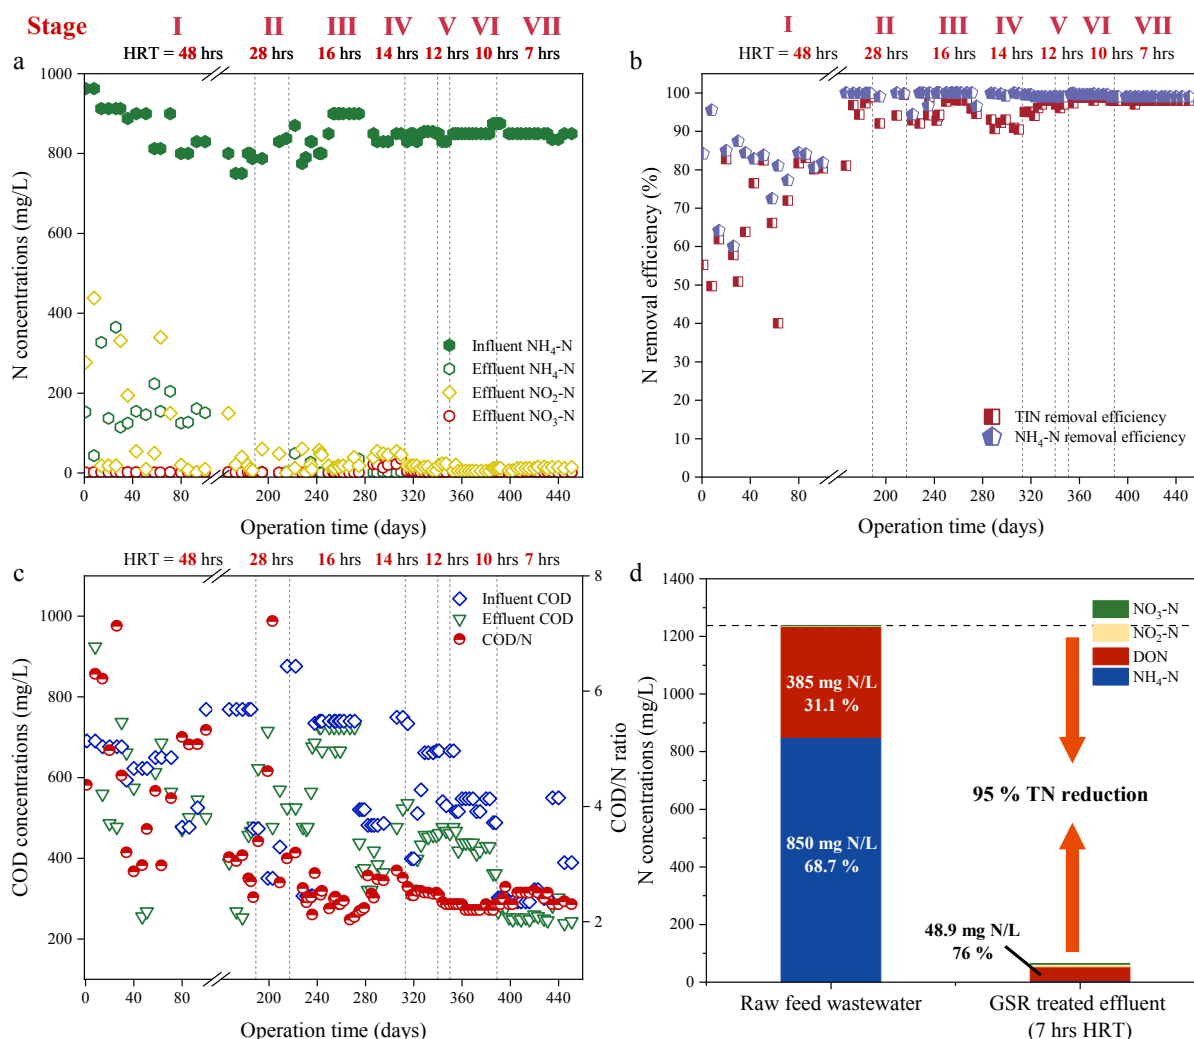 Stage I II III IV V VI VII I II III IV V VI VII
HRT = 48 hrs 28 hrs 16 hrs 14 hrs 12 hrs 10 hrs 7 hrs
a
1000
800
600
400
200
0
N concentrations (mg/L)
Influent NH4-N
Effluent NH4-N
Effluent NO2-N
Effluent NO3-N
0 40 80 200 240 280 320 360 400 440
Operation time (days)
HRT = 48 hrs 28 hrs 16 hrs 14 hrs 12 hrs 10 hrs 7 hrs
b
100
90
80
70
60
50
40
30
20
10
0
N removal efficiency (%)
TIN removal efficiency
NH4-N removal efficiency
0 40 80 200 240 280 320 360 400 440
Operation time (days)
HRT = 48 hrs 28 hrs 16 hrs 14 hrs 12 hrs 10 hrs 7 hrs
c
1000
800
600
400
200
COD concentrations (mg/L)
Influent COD
Effluent COD
COD/N
8
6
4
2
COD/N ratio
0 40 80 200 240 280 320 360 400 440
Operation time (days)
d
1400
1200
1000
800
600
400
200
0
N concentrations (mg/L)
NO3-N
NO2-N
DON
NH4-N
385 mg N/L
31.1 %
850 mg N/L
68.7 %
95 % TN reduction
48.9 mg N/L
76 %
Raw feed wastewater
GSR treated effluent
(7 hrs HRT)